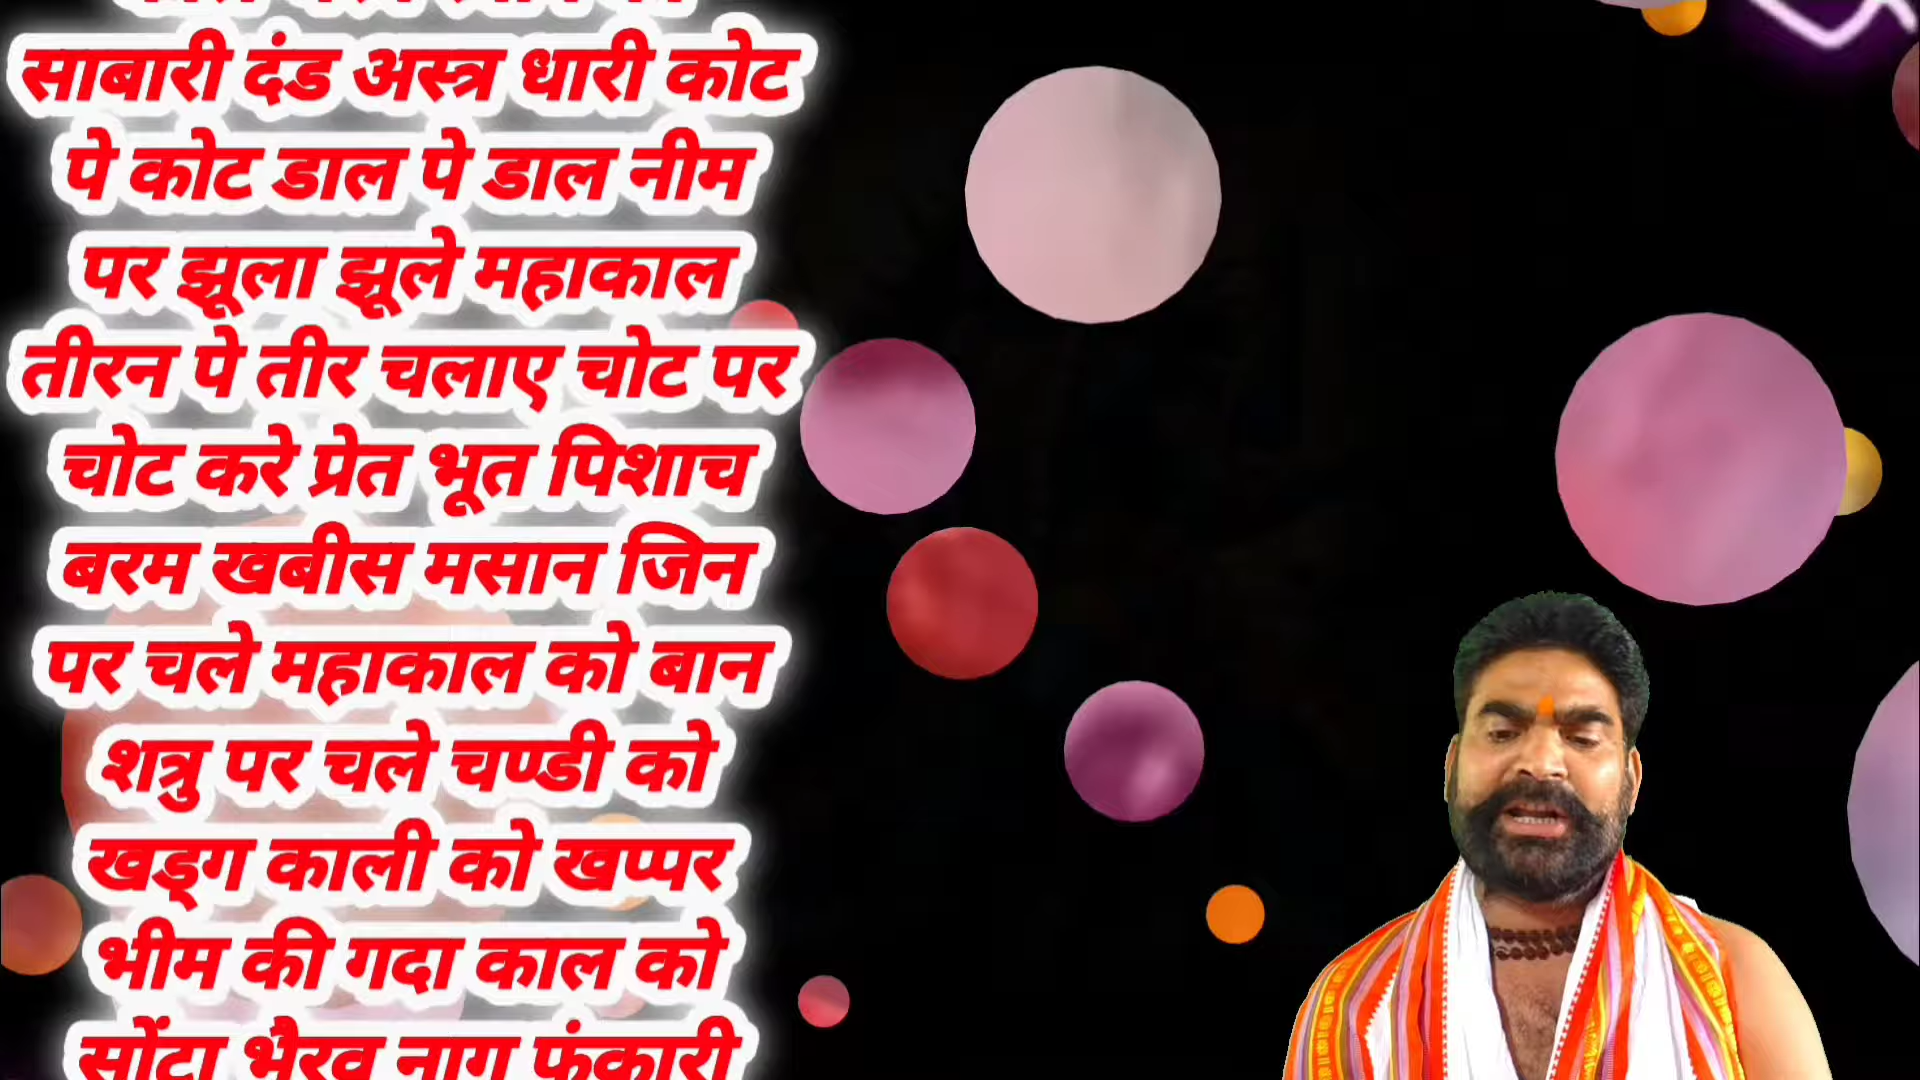 साबारी दंड अस्त्र धारी कोट
पे कोट डाल पे डाल नीम
पर झूला झूले महाकाल
तीरन पे तीर चलाए चोट पर
चोट करे प्रेत भूत पिशाच
बरम खबीस मसान जिन
पर चले महाकाल को बान
शत्रु पर चले चण्डी को
खड्ग काली को खप्पर
भीम की गदा काल को
सोंटा भैरव नाग फुंकारी